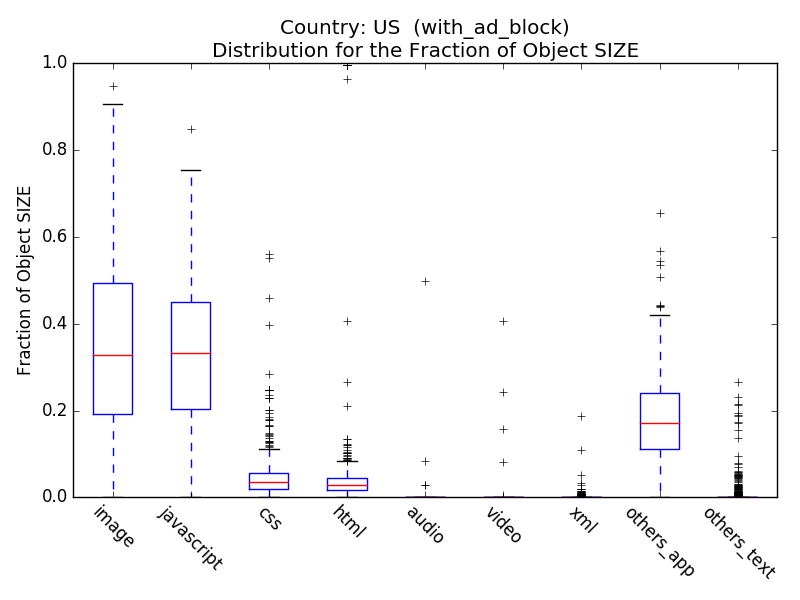 Country: US (with_ad_block)
Distribution for the Fraction of Object SIZE
Fraction of Object SIZE
1.0
0.8
0.6
0.4
0.2
0.0
image
javascript
css
html
audio
video
xml
others_app
others_text